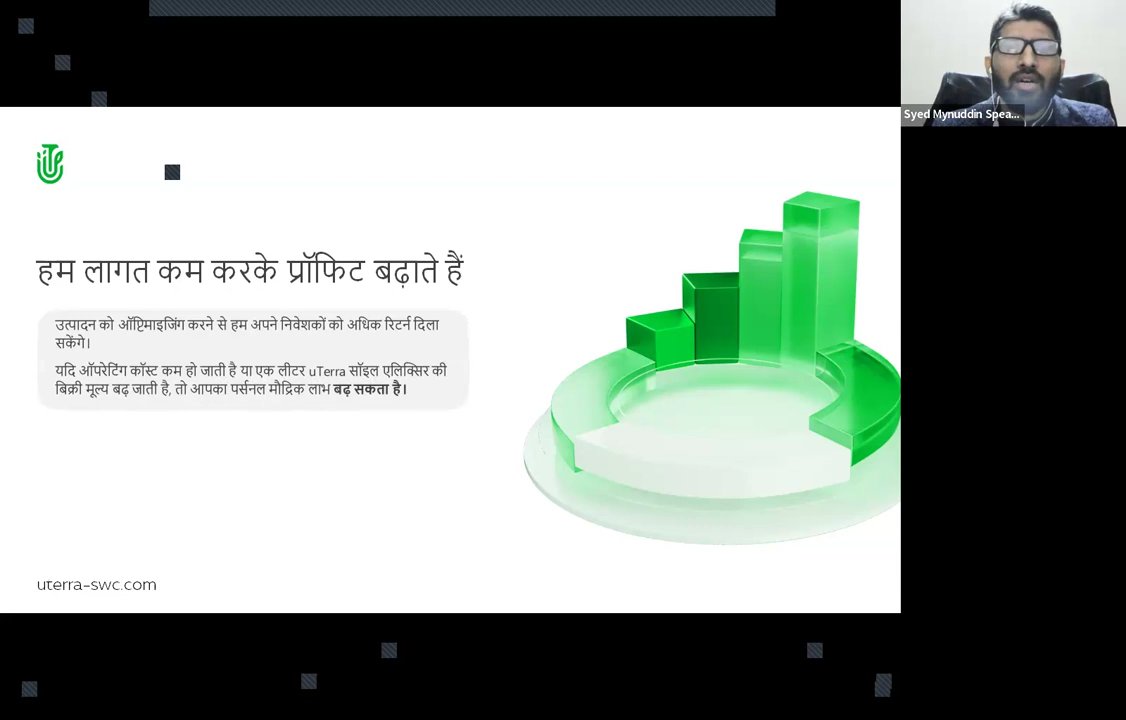 Syed Mynuddin Spea...
हम लागत कम करके प्रॉफिट बढ़ाते हैं
उत्पादन को ऑप्टिमाइजिंग करने से हम अपने निवेशकों को अधिक रिटर्न दिला
सकेंगे।
यदि ऑपरेटिंग कॉस्ट कम हो जाती है या एक लीटर uTerra सॉइल एलिक्सिर की
बिक्री मूल्य बढ़ जाती है, तो आपका पर्सनल मौद्रिक लाभ बढ़ सकता है।
uterra-swc.com